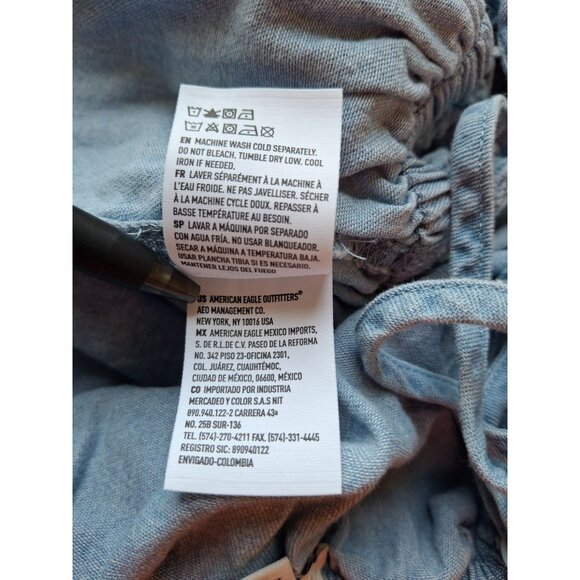 EN MACHINE WASH COLD SEPARATELY.
DO NOT BLEACH. TUMBLE DRY LOW. COOL
IRON IF NEEDED.
FR LAVER SÉPARÉMENT À LA MACHINE À
L'EAU FROIDE. NE PAS JAVELLISER. SÉCHER
À LA MACHINE CYCLE DOUX. REPASSER À
BASSE TEMPÉRATURE AU BESOIN.
SP LAVAR A MÁQUINA POR SEPARADO
CON AGUA FRÍA. NO USAR BLANQUEADOR.
SECAR A MÁQUINA A TEMPERATURA BAJA.
USAR PLANCHA TIBIA SI ES NECESARIO.
MANTENER LEJOS DEL FUEGO
US AMERICAN EAGLE OUTFITTERS®
AEO MANAGEMENT CO.
NEW YORK, NY 10016 USA
MX AMERICAN EAGLE MEXICO IMPORTS,
S. DE R.L.DE C.V. PASEO DE LA REFORMA
NO. 342 PISO 23-OFICINA 2301,
COL. JUÁREZ, CUAUHTÉMOC,
CIUDAD DE MÉXICO, 06600, MÉXICO
CO IMPORTADO POR INDUSTRIA
MERCADEO Y COLOR S.A.S NIT
890.940.122-2 CARRERA 43ª
NO. 25B SUR-136
TEL. (574)-270-4211 FAX. (574)-331-4445
REGISTRO SIC: 890940122
ENVIGADO-COLOMBIA